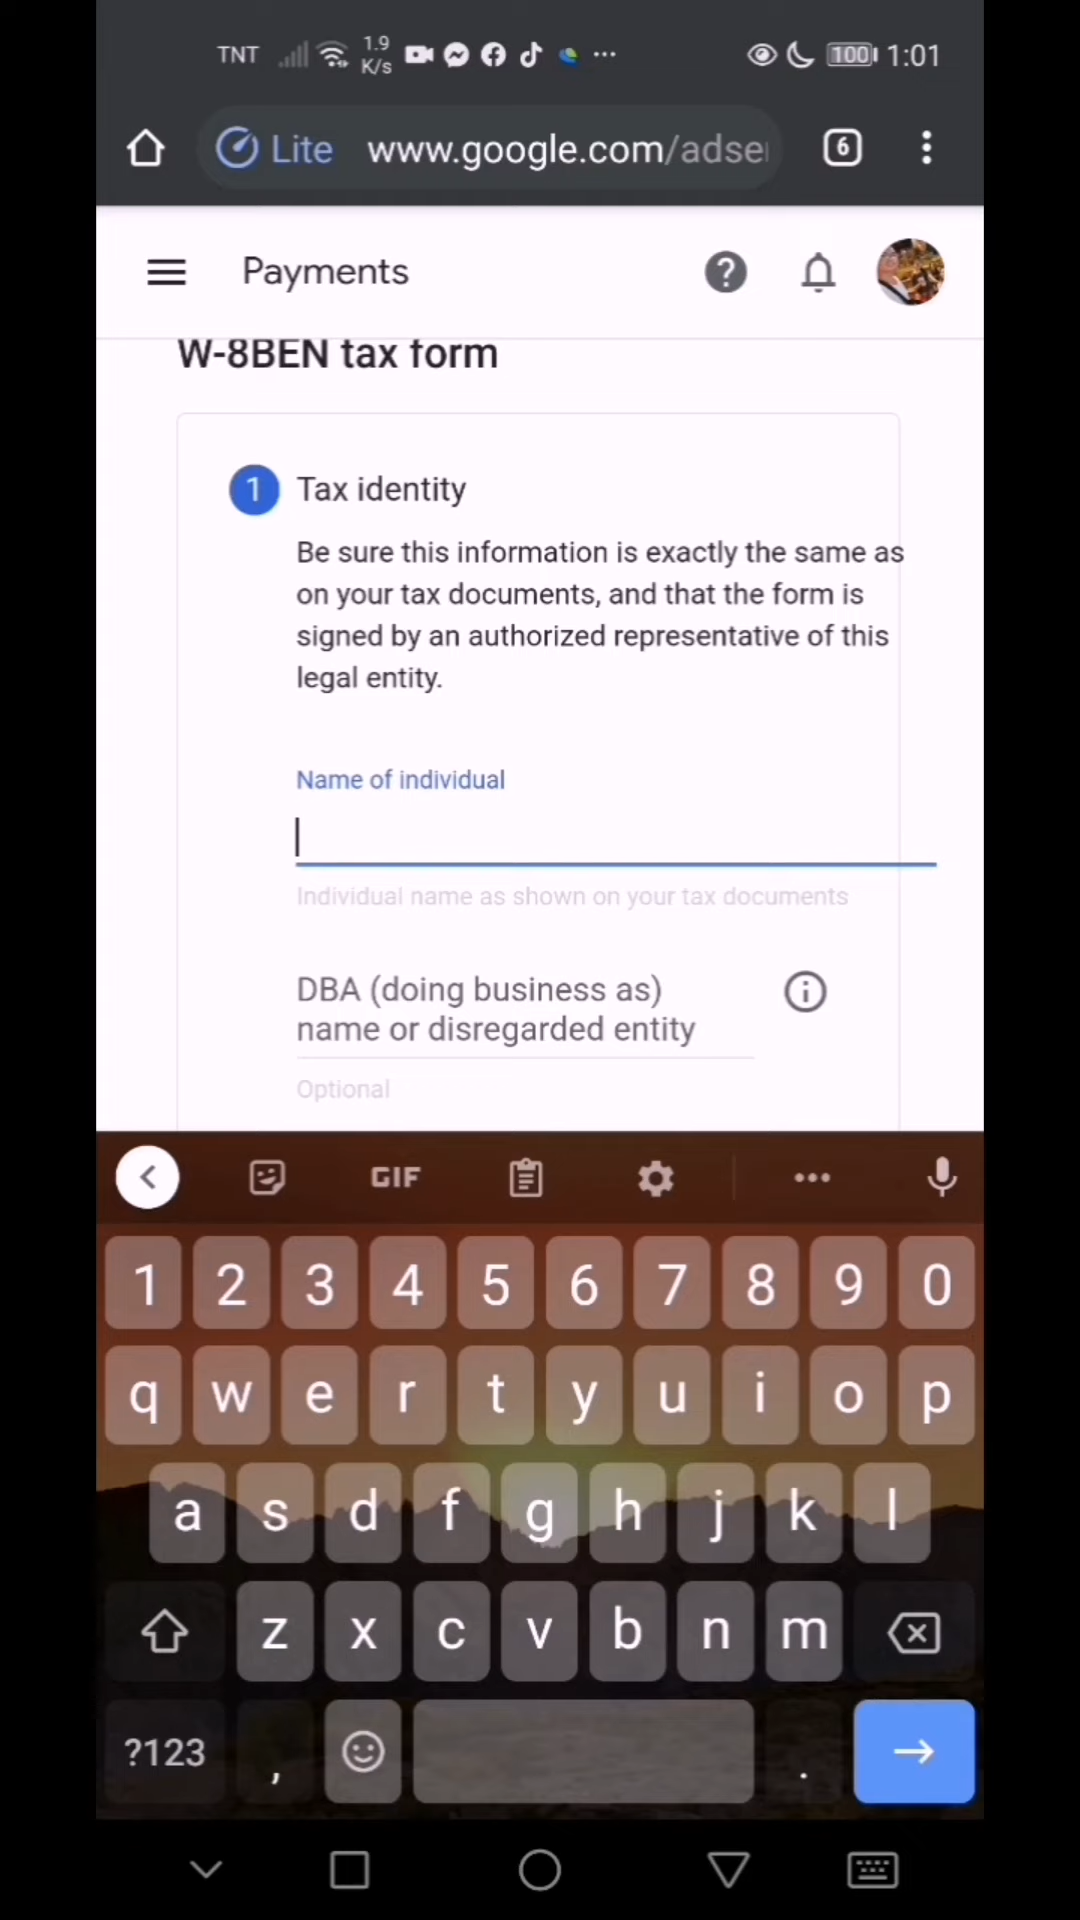 TNT 1.9 K/s 100 1:01
Lite www.google.com/adse 6
Payments
W-8BEN tax form
1 Tax identity
Be sure this information is exactly the same as
on your tax documents, and that the form is
signed by an authorized representative of this
legal entity.
Name of individual
Individual name as shown on your tax documents
DBA (doing business as)
name or disregarded entity
Optional
GIF
1 2 3 4 5 6 7 8 9 0
q w e r t y u i o p
a s d f g h j k l
z x c v b n m
?123 , .